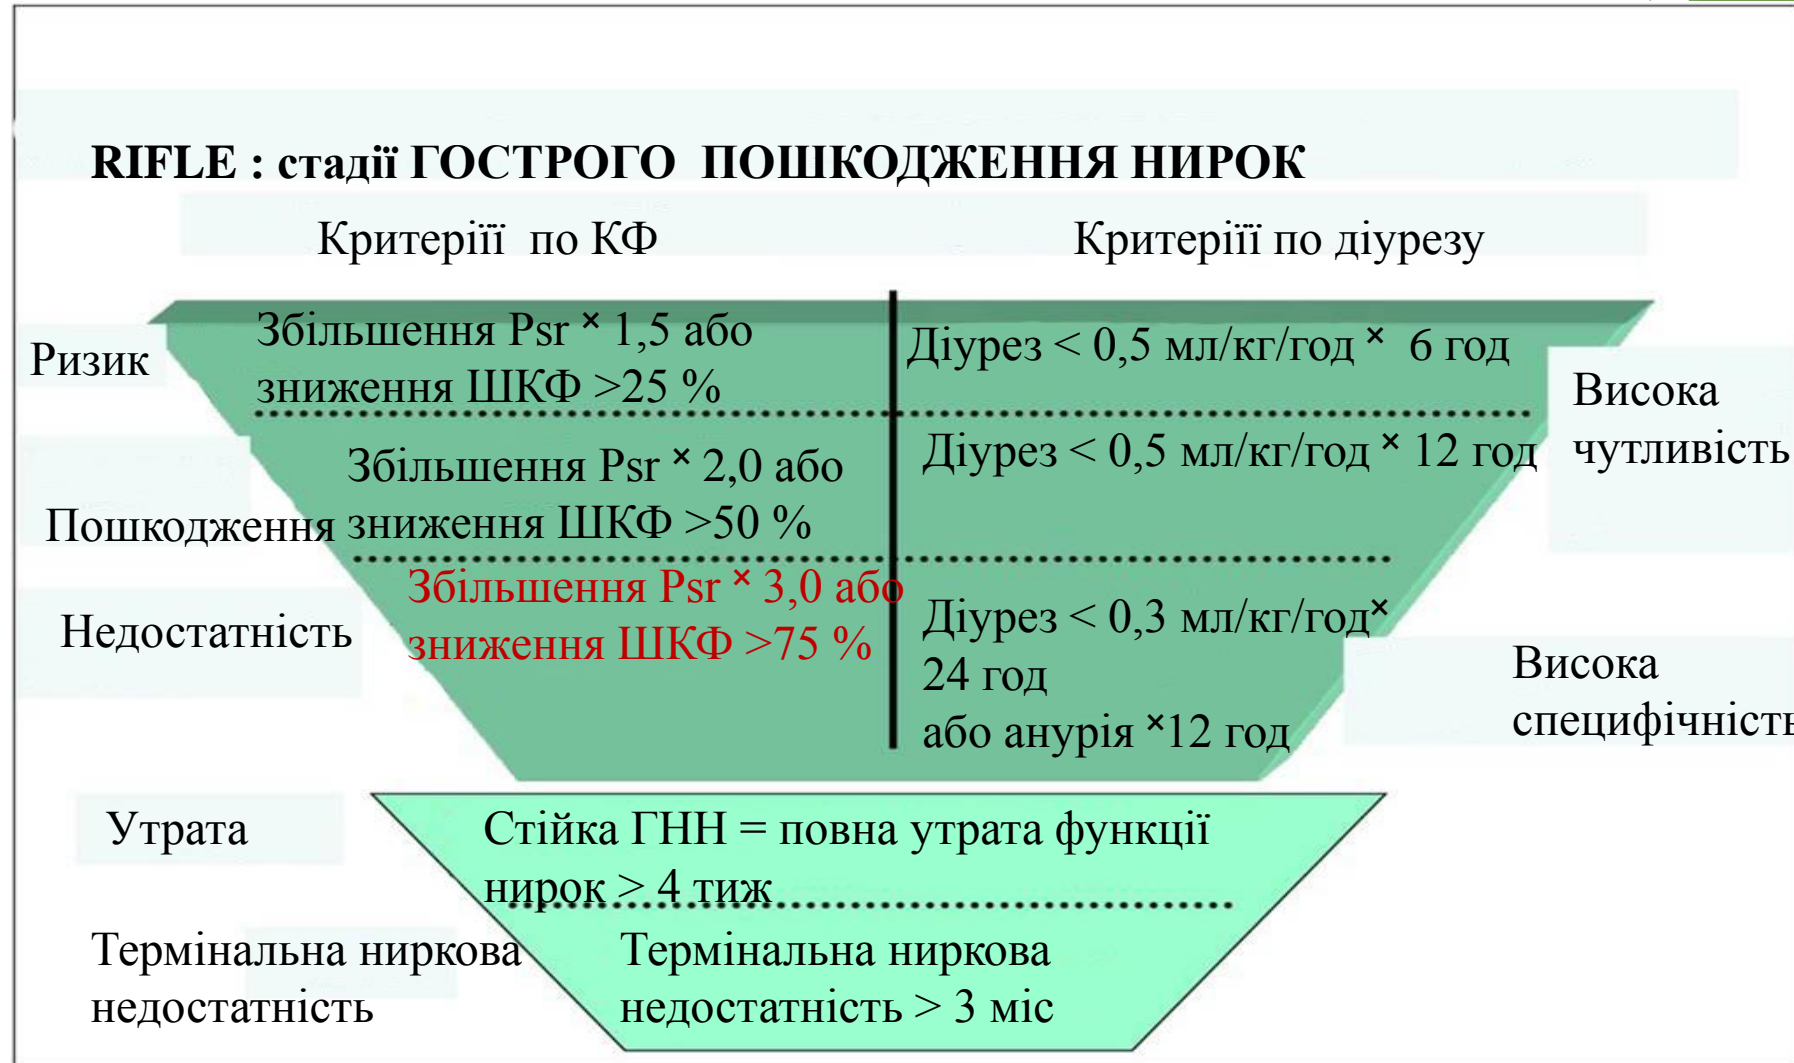 RIFLE : стадії ГОСТРОГО ПОШКОДЖЕННЯ НИРОК
Критеріїї по КФ
Критеріїї по діурезу
Ризик
Збільшення Psr × 1,5 або
зниження ШКФ >25 %
Діурез < 0,5 мл/кг/год × 6 год
Висока
чутливість
Пошкодження
Збільшення Psr × 2,0 або
зниження ШКФ >50 %
Діурез < 0,5 мл/кг/год × 12 год
Недостатність
Збільшення Psr × 3,0 або
зниження ШКФ >75 %
Діурез < 0,3 мл/кг/год×
24 год
або анурія ×12 год
Висока
специфічність
Утрата
Стійка ГНН = повна утрата функції
нирок > 4 тиж
Термінальна ниркова
недостатність
Термінальна ниркова
недостатність > 3 міс